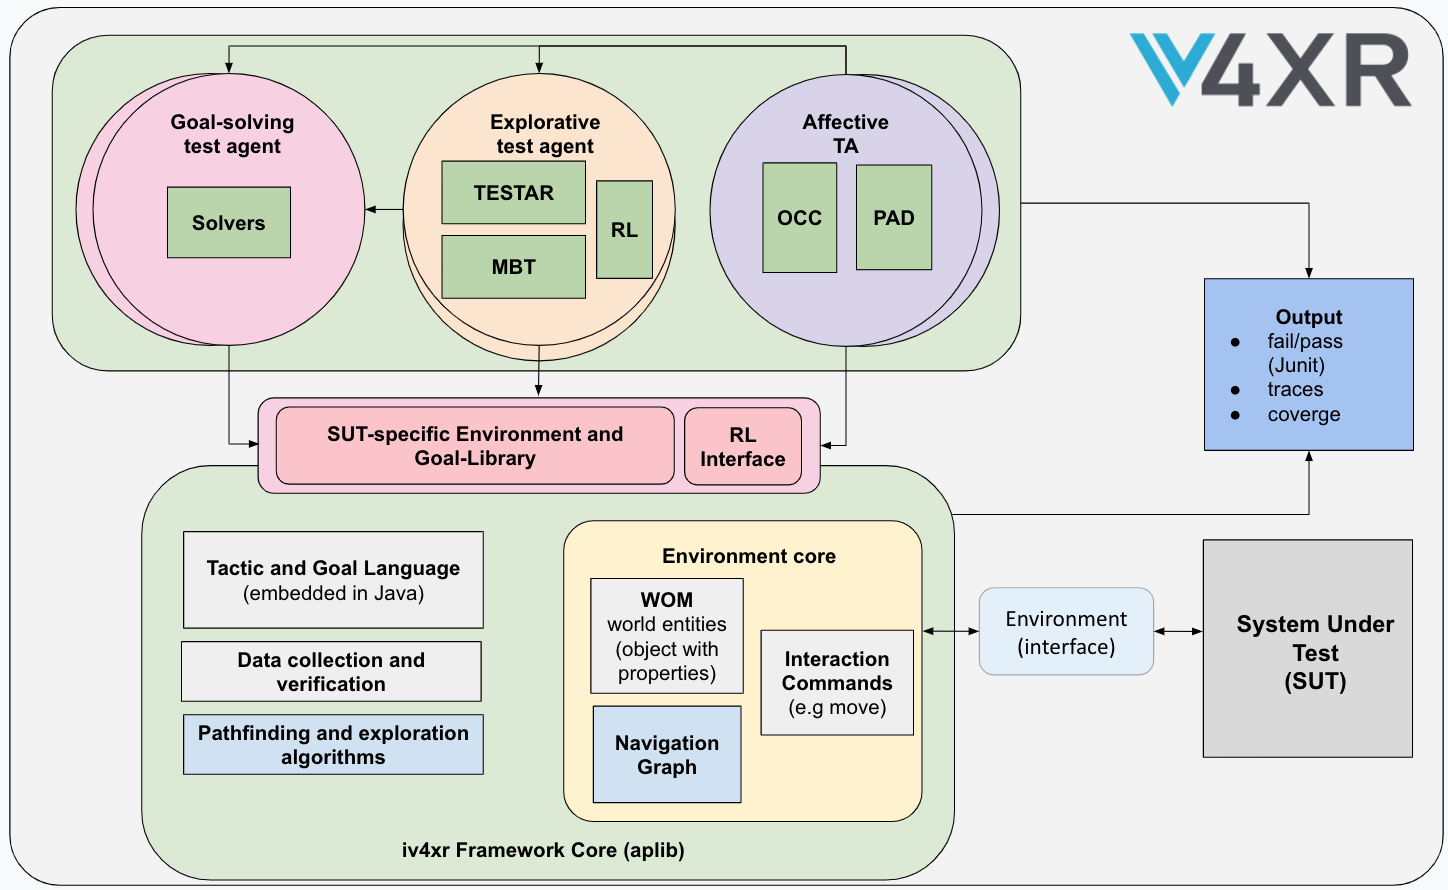 iv4XR
Goal-solving
test agent
Solvers
Explorative
test agent
TESTAR
MBT
RL
Affective
TA
OCC
PAD
Output
● fail/pass
(Junit)
● traces
● coverge
SUT-specific Environment and
Goal-Library
RL
Interface
Tactic and Goal Language
(embedded in Java)
Data collection and
verification
Pathfinding and exploration
algorithms
Environment core
WOM
world entities
(object with
properties)
Interaction
Commands
(e.g move)
Navigation
Graph
iv4xr Framework Core (aplib)
Environment
(interface)
System Under
Test
(SUT)